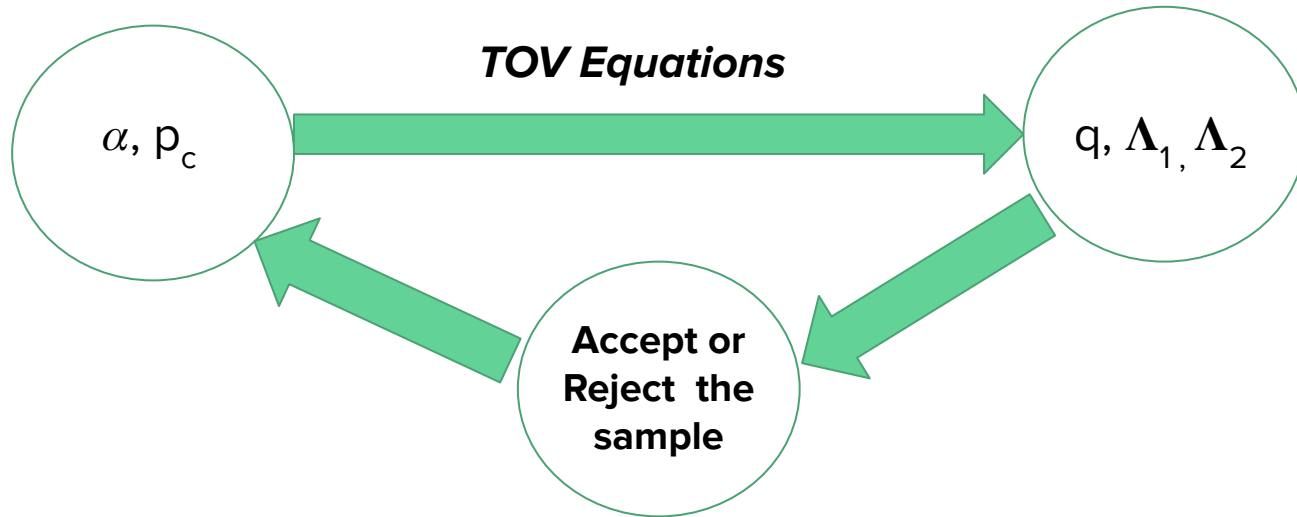 TOV Equations
α, p_c
q, Λ_1, Λ_2
Accept or
Reject the
sample